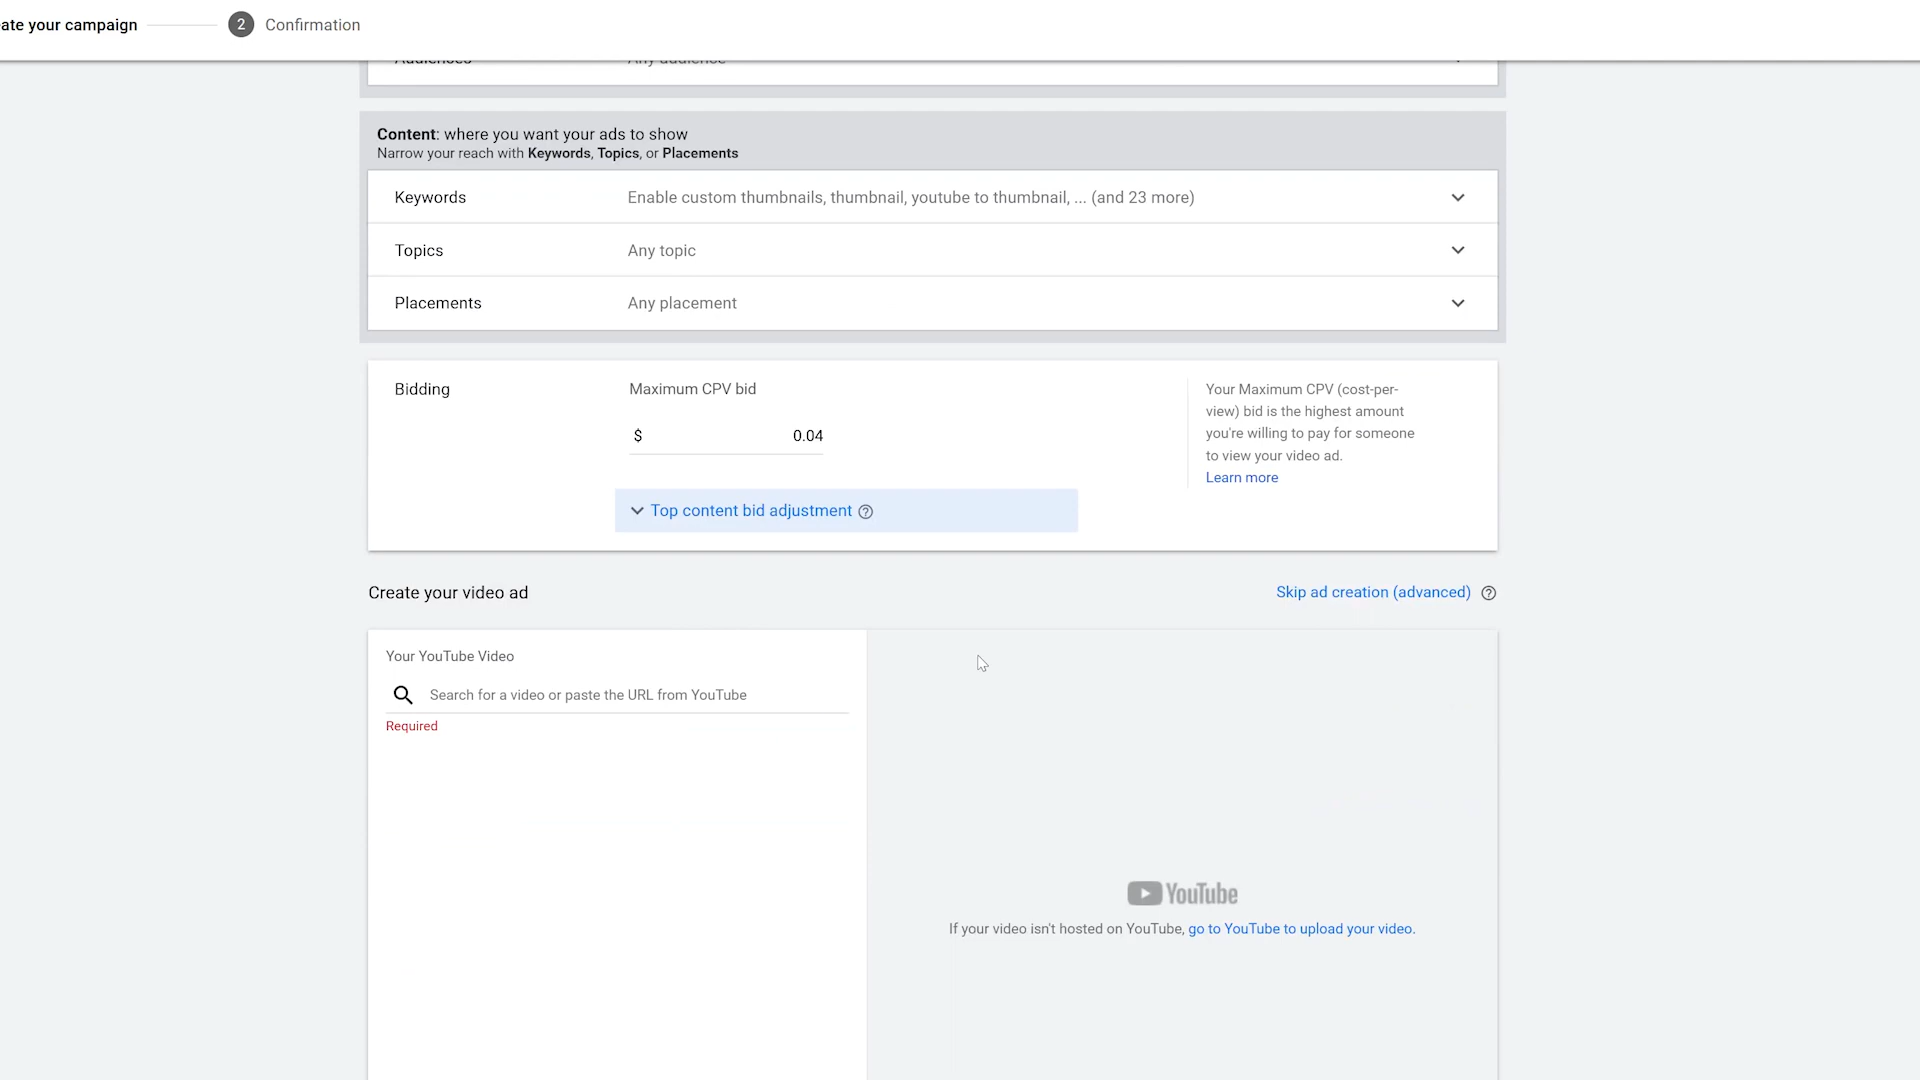 ate your campaign
2
Confirmation
Audiences
Any audience
Content: where you want your ads to show
Narrow your reach with Keywords, Topics, or Placements
Keywords
Enable custom thumbnails, thumbnail, youtube to thumbnail, ... (and 23 more)
Topics
Any topic
Placements
Any placement
Bidding
Maximum CPV bid
$ 0.04
Your Maximum CPV (cost-per-
view) bid is the highest amount
you're willing to pay for someone
to view your video ad.
Learn more
Top content bid adjustment ?
Create your video ad
Skip ad creation (advanced) ?
Your YouTube Video
Search for a video or paste the URL from YouTube
Required
YouTube
If your video isn't hosted on YouTube, go to YouTube to upload your video.